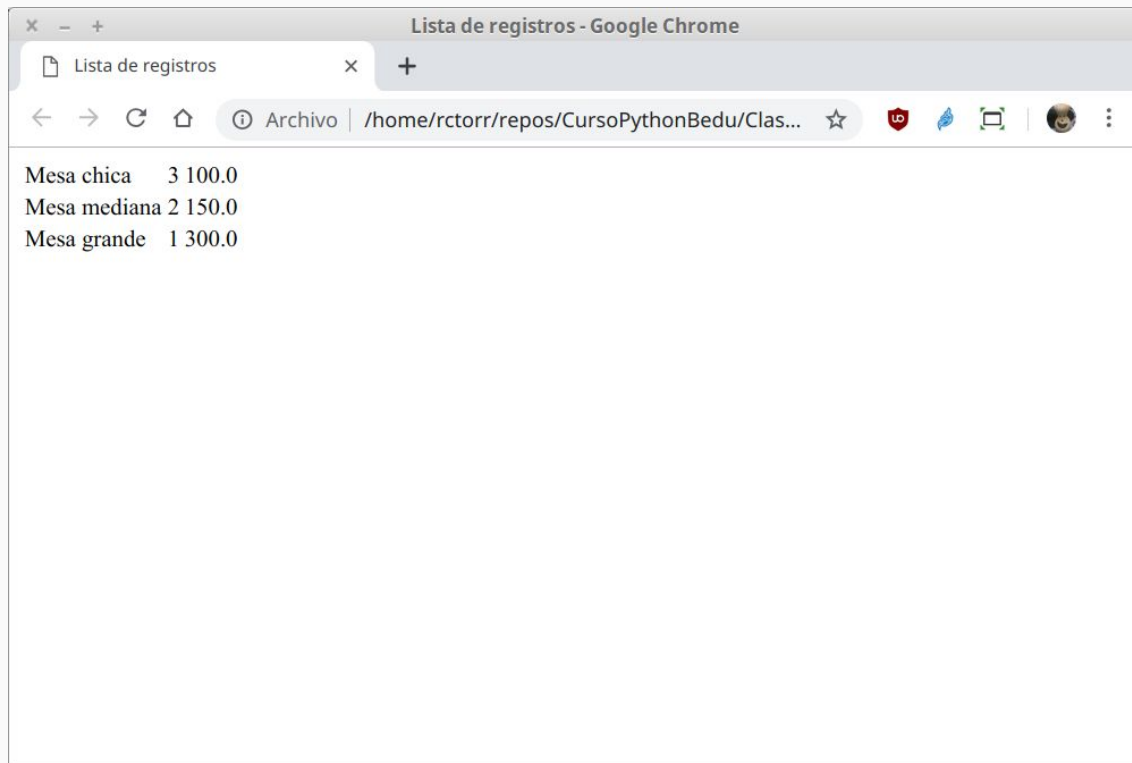 Lista de registros - Google Chrome
Lista de registros
Archivo | /home/rctorr/repos/CursoPythonBedu/Clas...
Mesa chica 3 100.0
Mesa mediana 2 150.0
Mesa grande 1 300.0